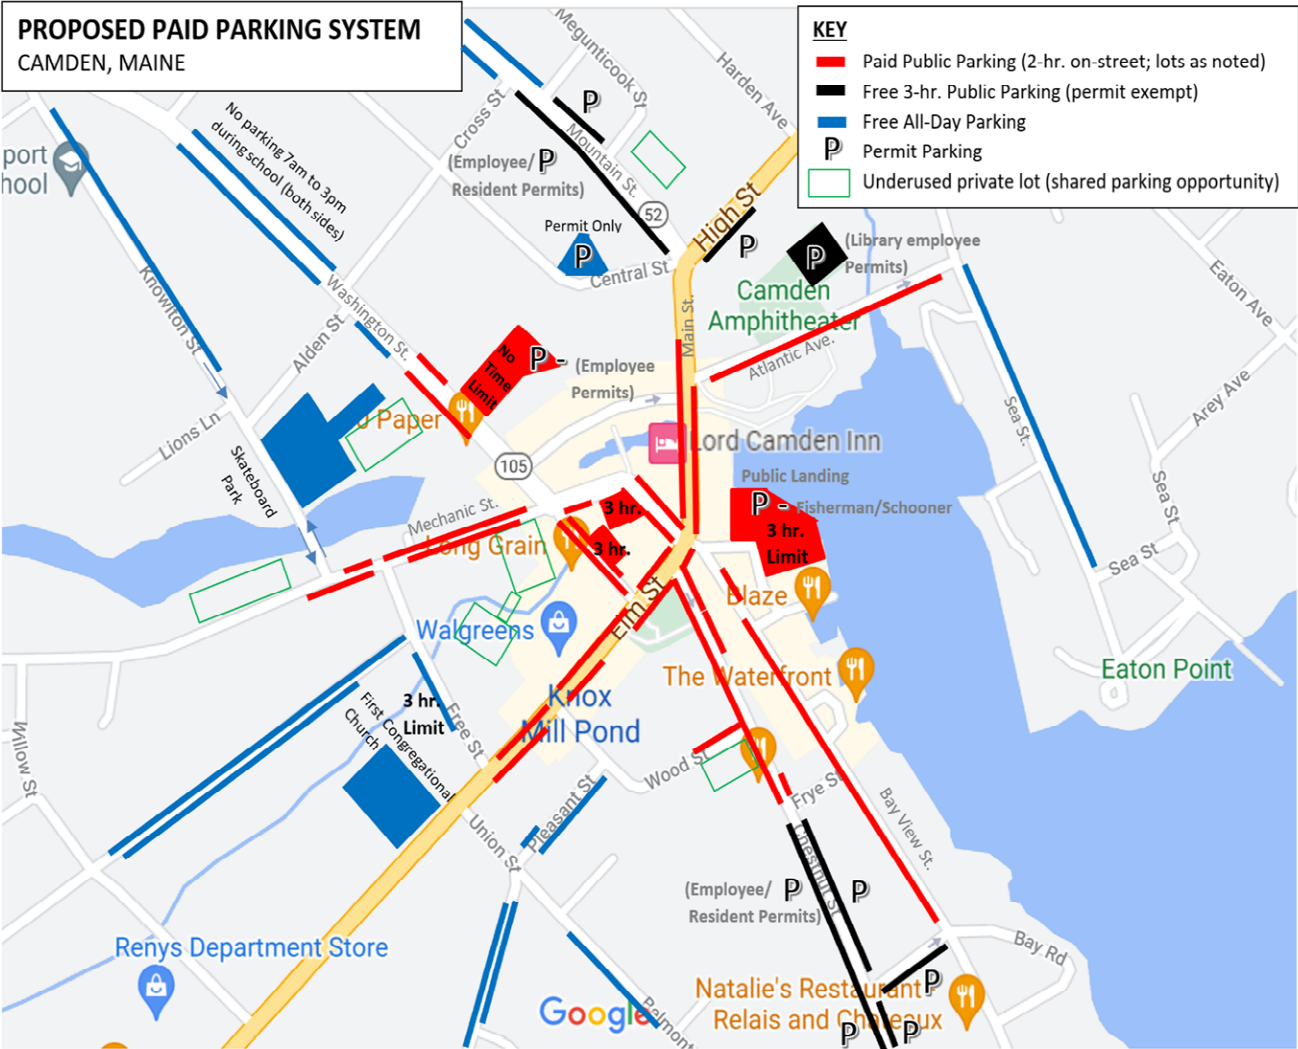 PROPOSED PAID PARKING SYSTEM
CAMDEN, MAINE
KEY
Paid Public Parking (2-hr. on-street; lots as noted)
Free 3-hr. Public Parking (permit exempt)
Free All-Day Parking
P Permit Parking
Underused private lot (shared parking opportunity)
Megunticook St
Harden Ave
Cross St
P
No parking 7am to 3pm
during school (both sides)
Mountain St.
(Employee/ P
Resident Permits)
port
hool
52
High St
P
Permit Only
P
Central St
P
(Library employee
Permits)
Camden
Amphitheater
Eaton Ave
Knowlton St
Washington St.
Alden St
Main St.
Atlantic Ave.
No
Time
Limit
P -
(Employee
Permits)
Arey Ave
Sea St.
Lions Ln
Paper
Lord Camden Inn
105
Skateboard
Park
Public Landing
P - Fisherman/Schooner
3 hr.
Limit
Sea St
Mechanic St.
3 hr.
3 hr.
Long Grain
Sea St
Elm St
Blaze
Walgreens
The Waterfront
Eaton Point
3 hr.
Limit
Free St
First Congregational
Church
Knox
Mill Pond
Willow St
Wood St
Frye St
Pleasant St
Union St
Bay View St.
Chestnut St
(Employee/ P
Resident Permits)
P
Renys Department Store
Bay Rd
P
Natalie's Restaurant
Relais and Chateaux
Google
Belmont
P
P